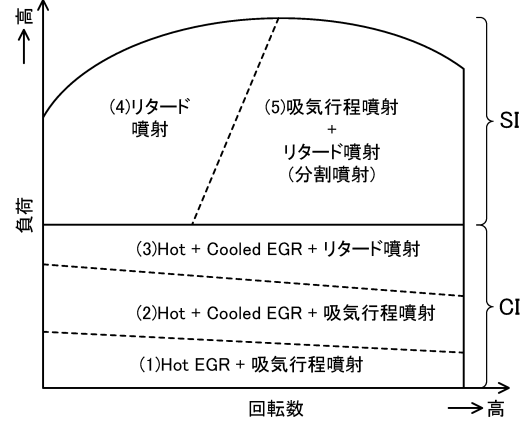 高
(4)リタード
噴射
(5)吸気行程噴射
+
リタード噴射
(分割噴射)
SI
負荷
(3)Hot + Cooled EGR + リタード噴射
(2)Hot + Cooled EGR + 吸気行程噴射
CI
(1)Hot EGR + 吸気行程噴射
回転数
高